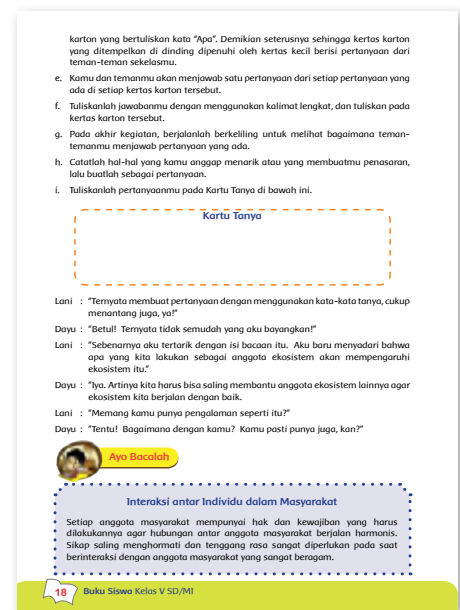 karton yang bertuliskan kata "Apa". Demikian seterusnya sehingga kertas karton
yang ditempelkan di dinding dipenuhi oleh kertas kecil berisi pertanyaan dari
teman-teman sekelasmu.
e. Kamu dan temanmu akan menjawab satu pertanyaan dari setiap pertanyaan yang
ada di setiap kertas karton tersebut.
f. Tuliskanlah jawabanmu dengan menggunakan kalimat lengkat, dan tuliskan pada
kertas karton tersebut.
g. Pada akhir kegiatan, berjalanlah berkeliling untuk melihat bagaimana teman-
temanmu menjawab pertanyaan yang ada.
h. Catatlah hal-hal yang kamu anggap menarik atau yang membuatmu penasaran,
lalu buatlah sebagai pertanyaan.
i. Tuliskanlah pertanyaanmu pada Kartu Tanya di bawah ini.
Kartu Tanya
Lani : "Ternyata membuat pertanyaan dengan menggunakan kata-kata tanya, cukup
menantang juga, ya!"
Dayu : "Betul! Ternyata tidak semudah yang aku bayangkan!"
Lani : "Sebenarnya aku tertarik dengan isi bacaan itu. Aku baru menyadari bahwa
apa yang kita lakukan sebagai anggota ekosistem akan mempengaruhi
ekosistem itu."
Dayu : "Iya. Artinya kita harus bisa saling membantu anggota ekosistem lainnya agar
ekosistem kita berjalan dengan baik.
Lani : "Memang kamu punya pengalaman seperti itu?"
Dayu : "Tentu! Bagaimana dengan kamu? Kamu pasti punya juga, kan?"
Ayo Bacalah
Interaksi antar Individu dalam Masyarakat
Setiap anggota masyarakat mempunyai hak dan kewajiban yang harus
dilakukannya agar hubungan antar anggota masyarakat berjalan harmonis.
Sikap saling menghormati dan tenggang rasa sangat diperlukan pada saat
berinteraksi dengan anggota masyarakat yang sangat beragam.
18 Buku Siswa Kelas V SD/MI